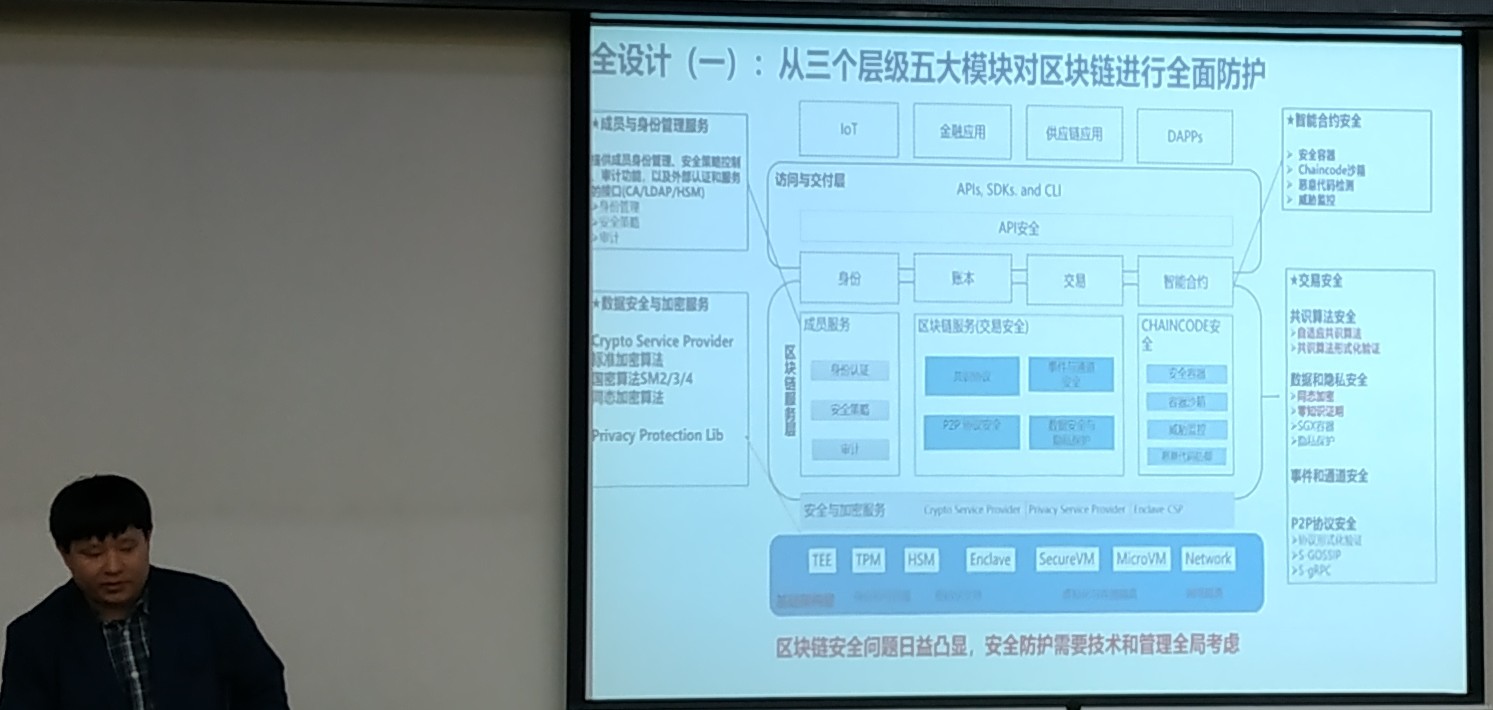 全设计（一）：从三个层级五大模块对区块链进行全面防护
★成员与身份管理服务
提供成员身份管理、安全策略控制
、审计功能，以及外部认证和服务
的接口(CA/LDAP/HSM)
>身份管理
>安全策略
>审计
★数据安全与加密服务
Crypto Service Provider
标准加密算法
国密算法SM2/3/4
同态加密算法
Privacy Protection Lib
IoT
金融应用
供应链应用
DAPPs
访问与交付层
APIs, SDKs. and CLI
API安全
身份
账本
交易
智能合约
区块链服务层
成员服务
身份认证
安全策略
审计
区块链服务(交易安全)
共识协议
事件与通道
安全
P2P 协议安全
数据安全与
隐私保护
CHAINCODE安
全
安全容器
容器沙箱
威胁监控
安全与加密服务
Crypto Service Provider | Privacy Service Provider | Enclave CSP
TEE
TPM
HSM
Enclave
SecureVM
MicroVM
Network
★智能合约安全
> 安全容器
> Chaincode沙箱
> 恶意代码检测
> 威胁监控
★交易安全
共识算法安全
>自适应共识算法
>共识算法形式化验证
数据和隐私安全
>同态加密
>零知识证明
>SGX容器
>隐私保护
事件和通道安全
P2P协议安全
>协议形式化验证
>S-GOSSIP
>S-gRPC
区块链安全问题日益凸显，安全防护需要技术和管理全局考虑